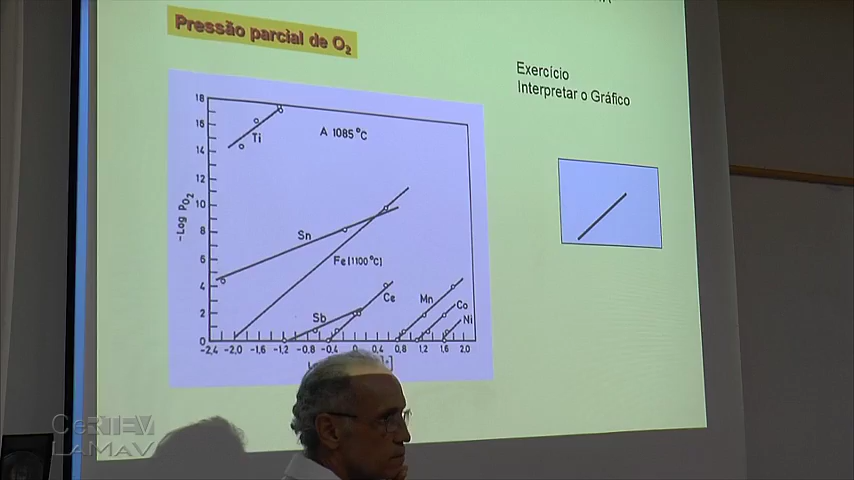 Pressão parcial de O2
Exercício
Interpretar o Gráfico
18
16
14
12
10
8
6
4
2
0
-Log PO2
A 1085°C
Ti
Sn
Fe (1100°C)
Sb
Ce
Mn
Co
Ni
-2,4 -2,0 -1,6 -1,2 -0.8 -0.4 0 0,4 0,8 1,2 1.6 2.0
CeRTEV
LaMaV